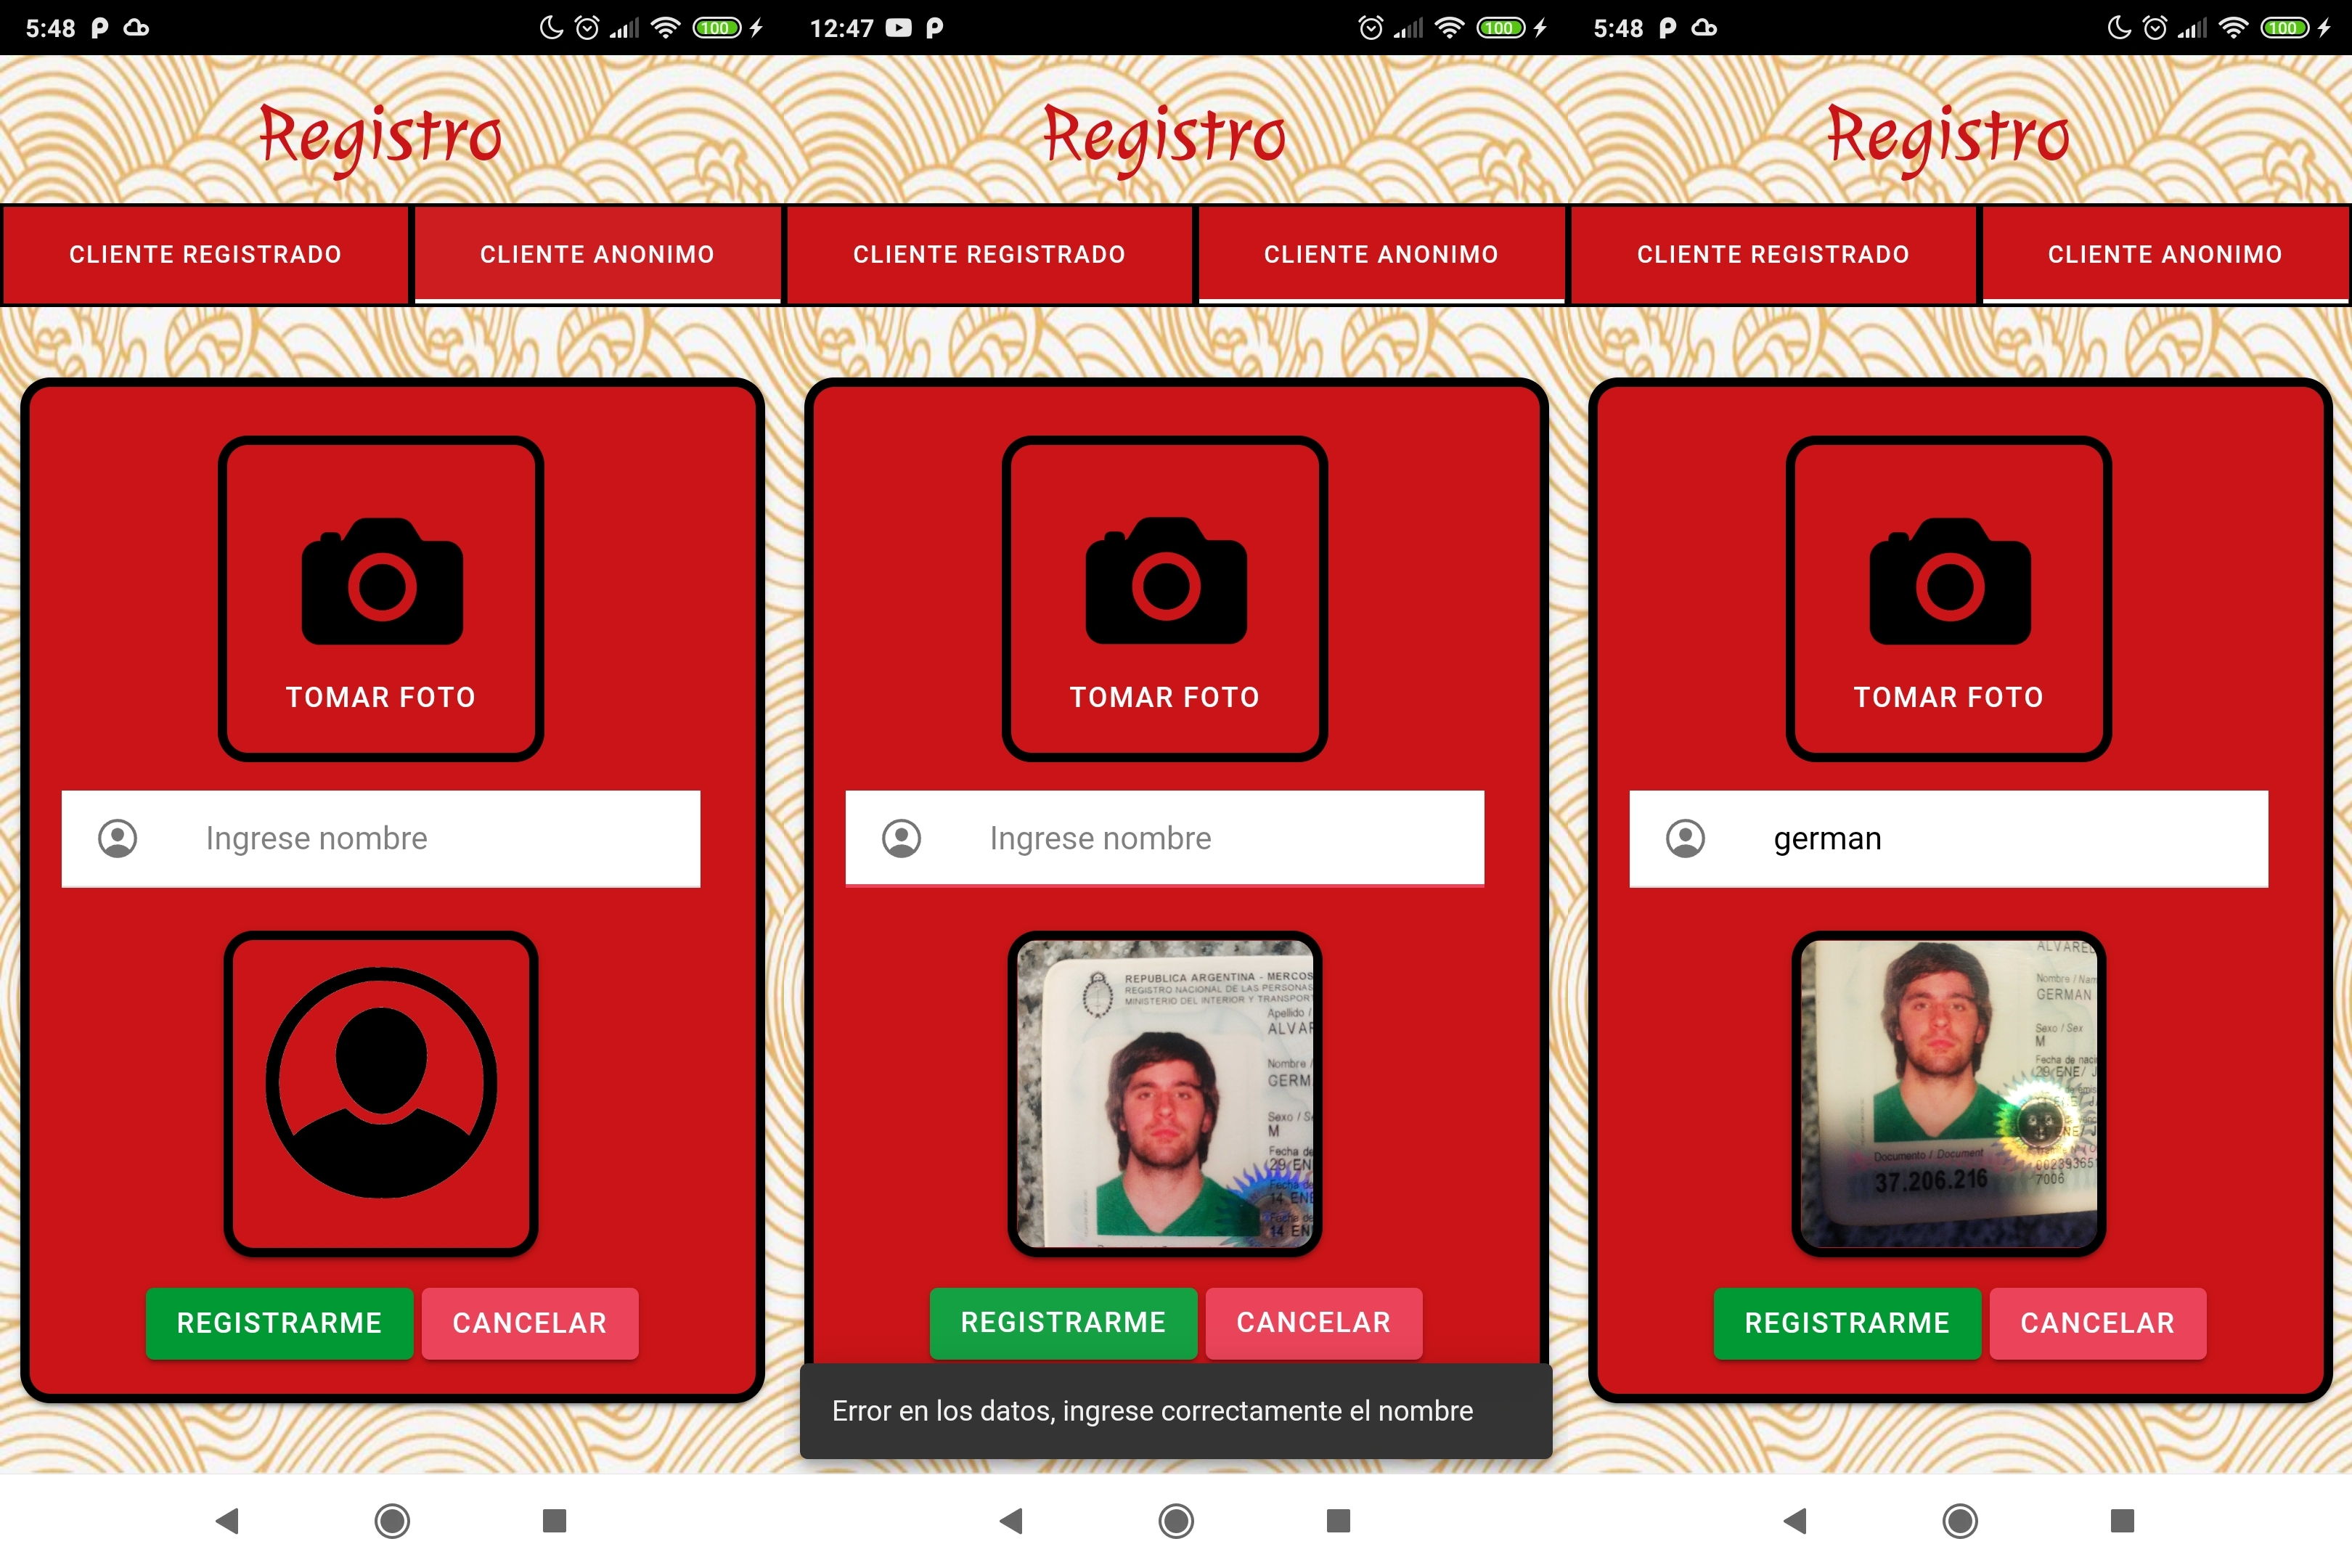 5:48
100
Registro
CLIENTE REGISTRADO
CLIENTE ANONIMO
TOMAR FOTO
Ingrese nombre
REGISTRARME
CANCELAR
12:47
100
Registro
CLIENTE REGISTRADO
CLIENTE ANONIMO
TOMAR FOTO
Ingrese nombre
REPUBLICA ARGENTINA - MERCOS
REGISTRO NACIONAL DE LAS PERSONAS
MINISTERIO DEL INTERIOR Y TRANSPORT
Apellido /
ALVAR
Nombre /
GERM
Sexo / Se
M
Fecha de
29 EN
Fecha de
14 ENE
Fecha de
14 EN
REGISTRARME
CANCELAR
Error en los datos, ingrese correctamente el nombre
5:48
100
Registro
CLIENTE REGISTRADO
CLIENTE ANONIMO
TOMAR FOTO
german
ALVARE
Nombre / Nam
GERMAN
Sexo / Sex
M
Fecha de naci
29 ENE/ J
Documento / Document
37.206.216
7006
REGISTRARME
CANCELAR